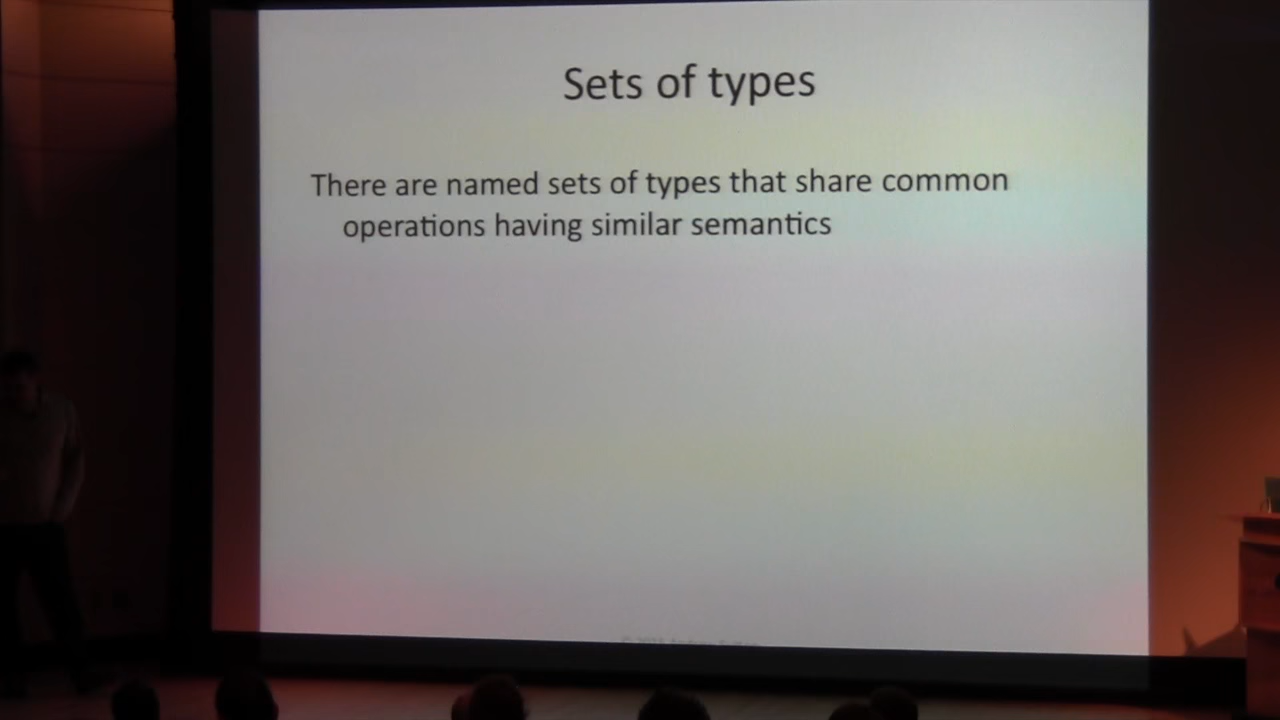 Sets of types
There are named sets of types that share common
operations having similar semantics